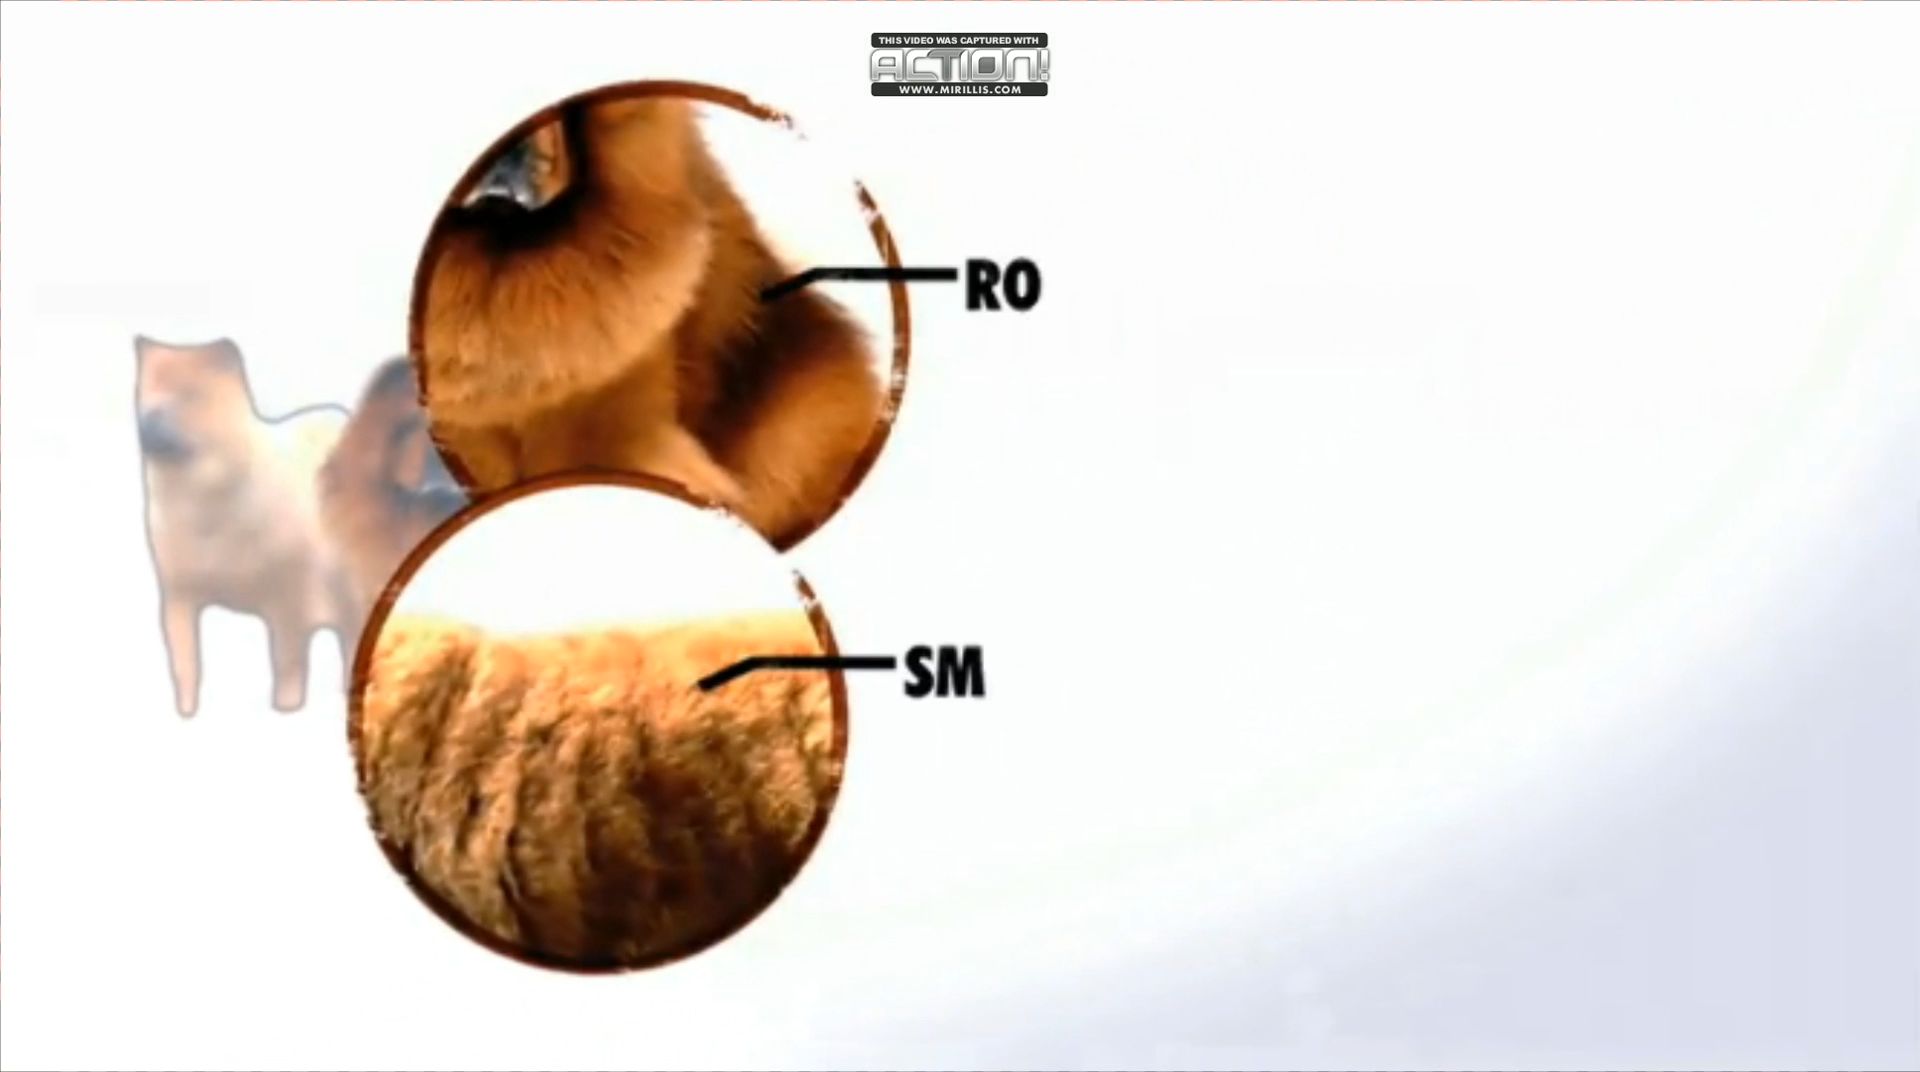 THIS VIDEO WAS CAPTURED WITH
ACTION!
WWW.MIRILLIS.COM
RO
SM